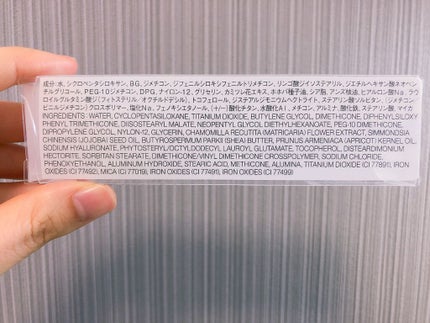 成分:水、シクロペンタシロキサン、BG、ジメチコン、ジフェニルシロキシフェニルトリメチコン、リンゴ酸ジイソステアリル、ジエチルヘキサン酸ネオペン
チルグリコール、PEG-10ジメチコン、DPG、ナイロン-12、グリセリン、カミツレ花エキス、ホホバ種子油、シア脂、アンズ核油、ヒアルロン酸Na、ラウ
ロイルグルタミン酸ジ(フィトステリル/オクチルドデシル)、トコフェロール、ジステアルジモニウムヘクトライト、ステアリン酸ソルビタン、(ジメチコン/
ビニルジメチコン)クロスポリマー、塩化Na、フェノキシエタノール、(+/-)酸化チタン、水酸化Al、メチコン、アルミナ、酸化鉄、ステアリン酸、マイカ
INGREDIENTS: WATER, CYCLOPENTASILOXANE, TITANIUM DIOXIDE, BUTYLENE GLYCOL, DIMETHICONE, DIPHENYLSILOXY
PHENYL TRIMETHICONE, DIISOSTEARYL MALATE, NEOPENTYL GLYCOL DIETHYLHEXANOATE, PEG-10 DIMETHICONE,
DIPROPYLENE GLYCOL, NYLON-12, GLYCERIN, CHAMOMILLA RECUTITA (MATRICARIA) FLOWER EXTRACT, SIMMONDSIA
CHINENSIS (JOJOBA) SEED OIL, BUTYROSPERMUM PARKII (SHEA) BUTTER, PRUNUS ARMENIACA (APRICOT) KERNEL OIL,
SODIUM HYALURONATE, PHYTOSTERYL/OCTYLDODECYL LAUROYL GLUTAMATE, TOCOPHEROL, DISTEARDIMONIUM
HECTORITE, SORBITAN STEARATE, DIMETHICONE/VINYL DIMETHICONE CROSSPOLYMER, SODIUM CHLORIDE,
PHENOXYETHANOL, ALUMINUM HYDROXIDE, STEARIC ACID, METHICONE, ALUMINA, TITANIUM DIOXIDE (CI 77891), IRON
OXIDES (CI 77492), MICA (CI 77019), IRON OXIDES (CI 77491), IRON OXIDES (CI 77499)